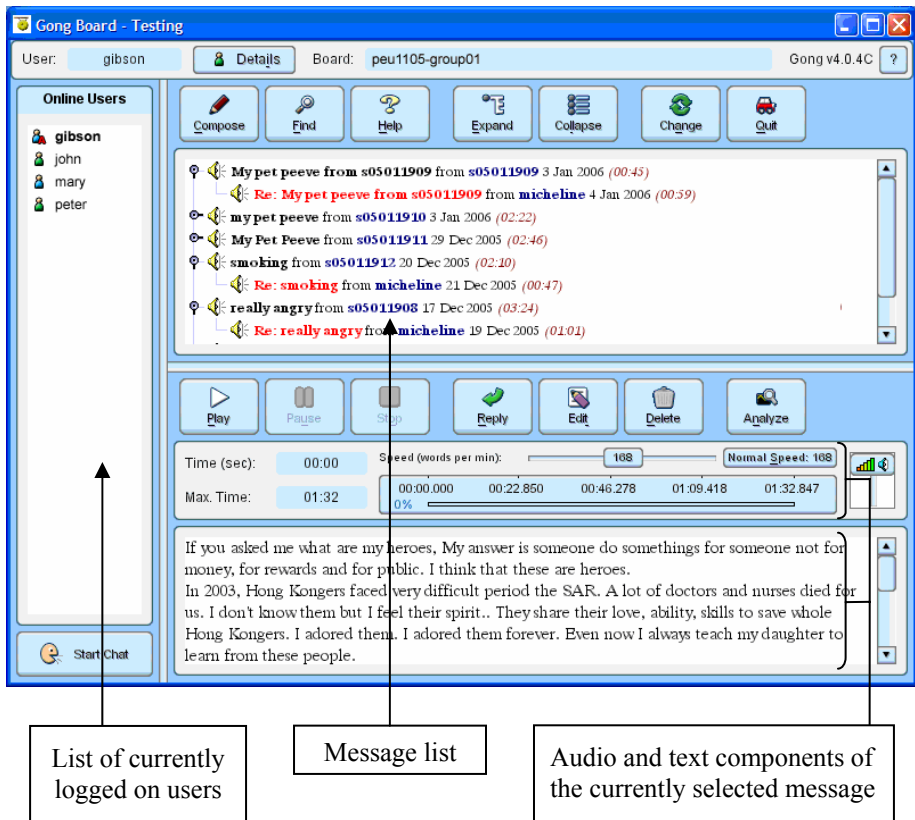 Gong Board - Testing
User: gibson Details Board: peu1105-group01 Gong v4.0.4C ?
Online Users
gibson
john
mary
peter
Start Chat
Compose Find Help Expand Collapse Change Quit
My pet peeve from s05011909 from s05011909 3 Jan 2006 (00:45)
Re: My pet peeve from s05011909 from micheline 4 Jan 2006 (00:59)
my pet peeve from s05011910 3 Jan 2006 (02:22)
My Pet Peeve from s05011911 29 Dec 2005 (02:46)
smoking from s05011912 20 Dec 2005 (02:10)
Re: smoking from micheline 21 Dec 2005 (00:47)
really angry from s05011908 17 Dec 2005 (03:24)
Re: really angry from micheline 19 Dec 2005 (01:01)
Play Pause Stop Reply Edit Delete Analyze
Time (sec): 00:00 Speed (words per min): 168 Normal Speed: 168
Max. Time: 01:32 00:00.000 00:22.850 00:46.278 01:09.418 01:32.847
0%
If you asked me what are my heroes, My answer is someone do somethings for someone not for
money, for rewards and for public. I think that these are heroes.
In 2003, Hong Kongers faced very difficult period the SAR. A lot of doctors and nurses died for
us. I don't know them but I feel their spirit.. They share their love, ability, skills to save whole
Hong Kongers. I adored them. I adored them forever. Even now I always teach my daughter to
learn from these people.
List of currently
logged on users
Message list
Audio and text components of
the currently selected message